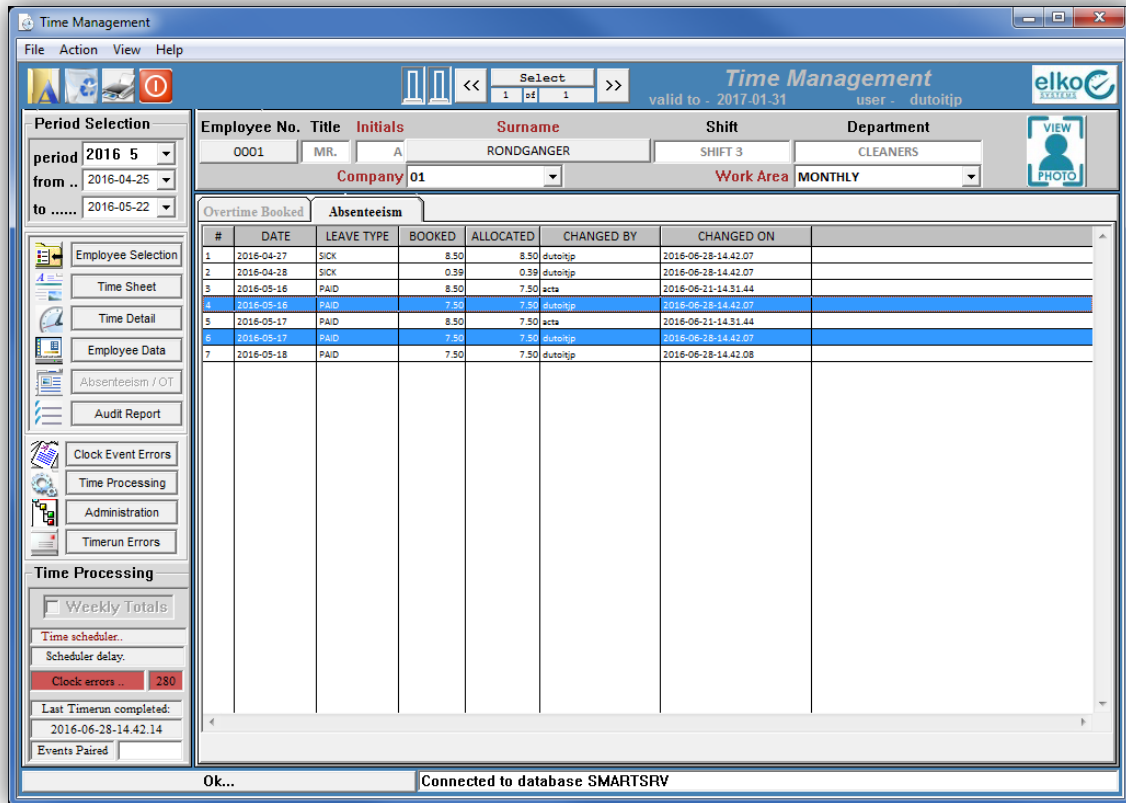 Time Management
File Action View Help
Select
<< 1 of 1 >>
Time Management
valid to - 2017-01-31 user - dutoitjp
elko
SYSTEMS
Period Selection
period 2016 5
from .. 2016-04-25
to ...... 2016-05-22
Employee No. Title Initials Surname Shift Department
0001 MR. A RONDGANGER SHIFT 3 CLEANERS
Company 01 Work Area MONTHLY
VIEW
PHOTO
Overtime Booked Absenteeism
# DATE LEAVE TYPE BOOKED ALLOCATED CHANGED BY CHANGED ON
1 2016-04-27 SICK 8.50 8.50 dutoitjp 2016-06-28-14.42.07
2 2016-04-28 SICK 0.39 0.39 dutoitjp 2016-06-28-14.42.07
3 2016-05-16 PAID 8.50 7.50 acta 2016-06-21-14.31.44
4 2016-05-16 PAID 7.50 7.50 dutoitjp 2016-06-28-14.42.07
5 2016-05-17 PAID 8.50 7.50 acta 2016-06-21-14.31.44
6 2016-05-17 PAID 7.50 7.50 dutoitjp 2016-06-28-14.42.07
7 2016-05-18 PAID 7.50 7.50 dutoitjp 2016-06-28-14.42.08
Employee Selection
Time Sheet
Time Detail
Employee Data
Absenteeism / OT
Audit Report
Clock Event Errors
Time Processing
Administration
Timerun Errors
Time Processing
Weekly Totals
Time scheduler..
Scheduler delay.
Clock errors .. 280
Last Timerun completed:
2016-06-28-14.42.14
Events Paired
Ok... Connected to database SMARTSRV